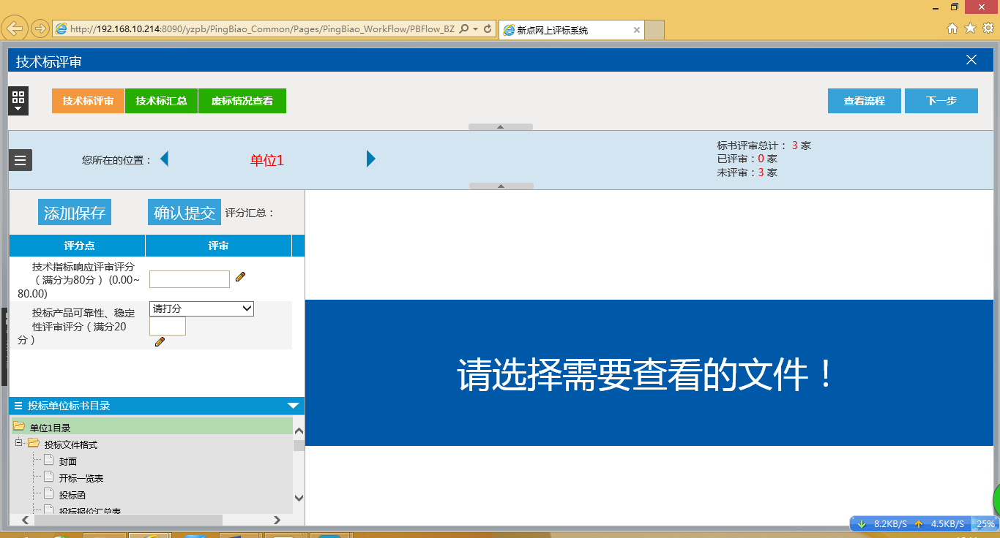 http://192.168.10.214:8090/yzpb/PingBiao_Common/Pages/PingBiao_WorkFlow/PBFlow_BZ
新点网上评标系统
技术标评审
技术标评审 技术标汇总 废标情况查看 查看流程 下一步
您所在的位置： 单位1
标书评审总计： 3 家
已评审：0 家
未评审：3 家
添加保存 确认提交 评分汇总：
评分点 评审
技术指标响应评审评分
（满分为80分） (0.00~
80.00)
投标产品可靠性、稳定
性评审评分（满分20
分）
请打分
请选择需要查看的文件！
投标单位标书目录
单位1目录
投标文件格式
封面
开标一览表
投标函
投标报价汇总表
8.2KB/S 4.5KB/S 25%